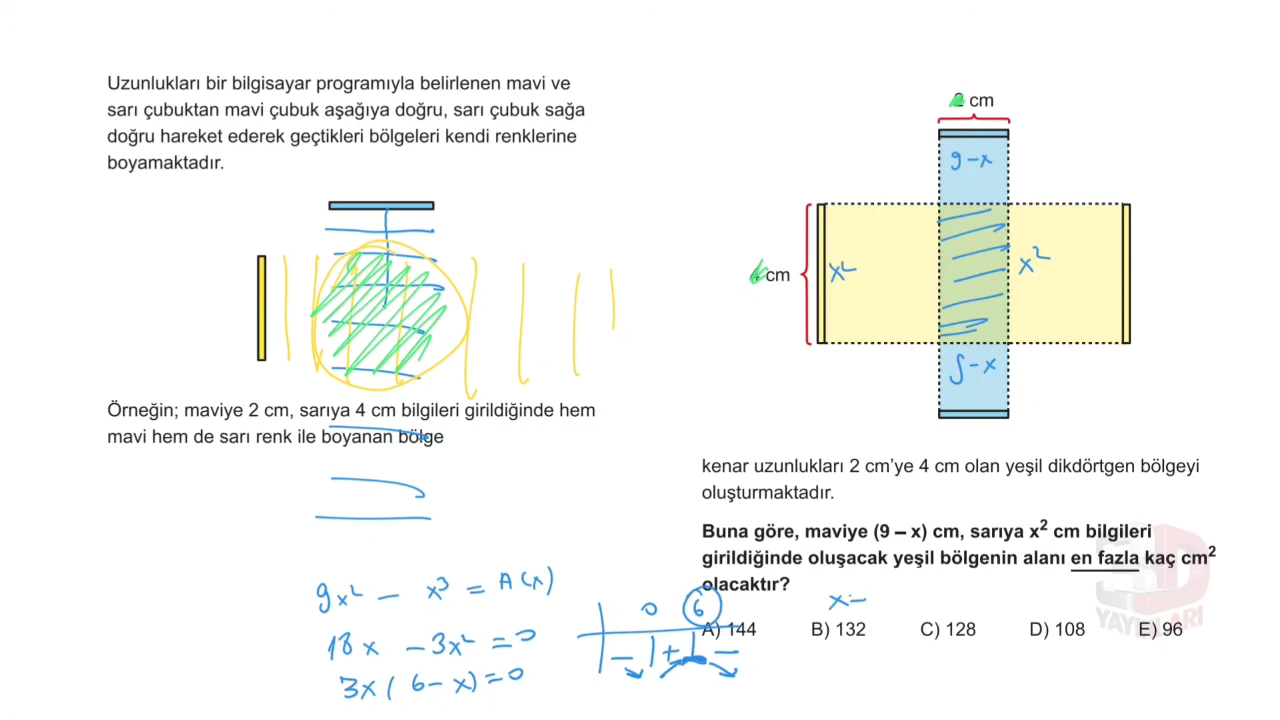 Uzunlukları bir bilgisayar programıyla belirlenen mavi ve
sarı çubuktan mavi çubuk aşağıya doğru, sarı çubuk sağa
doğru hareket ederek geçtikleri bölgeleri kendi renklerine
boyamaktadır.
Örneğin; maviye 2 cm, sarıya 4 cm bilgileri girildiğinde hem
mavi hem de sarı renk ile boyanan bölge
9x² - x³ = A(x)
18x - 3x² = 0
3x(6-x)=0
0 6
- + -
cm
9-x
cm
x²
x²
9-x
kenar uzunlukları 2 cm'ye 4 cm olan yeşil dikdörtgen bölgeyi
oluşturmaktadır.
Buna göre, maviye (9 – x) cm, sarıya x² cm bilgileri
girildiğinde oluşacak yeşil bölgenin alanı en fazla kaç cm²
olacaktır?
x=
A) 144 B) 132 C) 128 D) 108 E) 96
3D
YAYINLARI